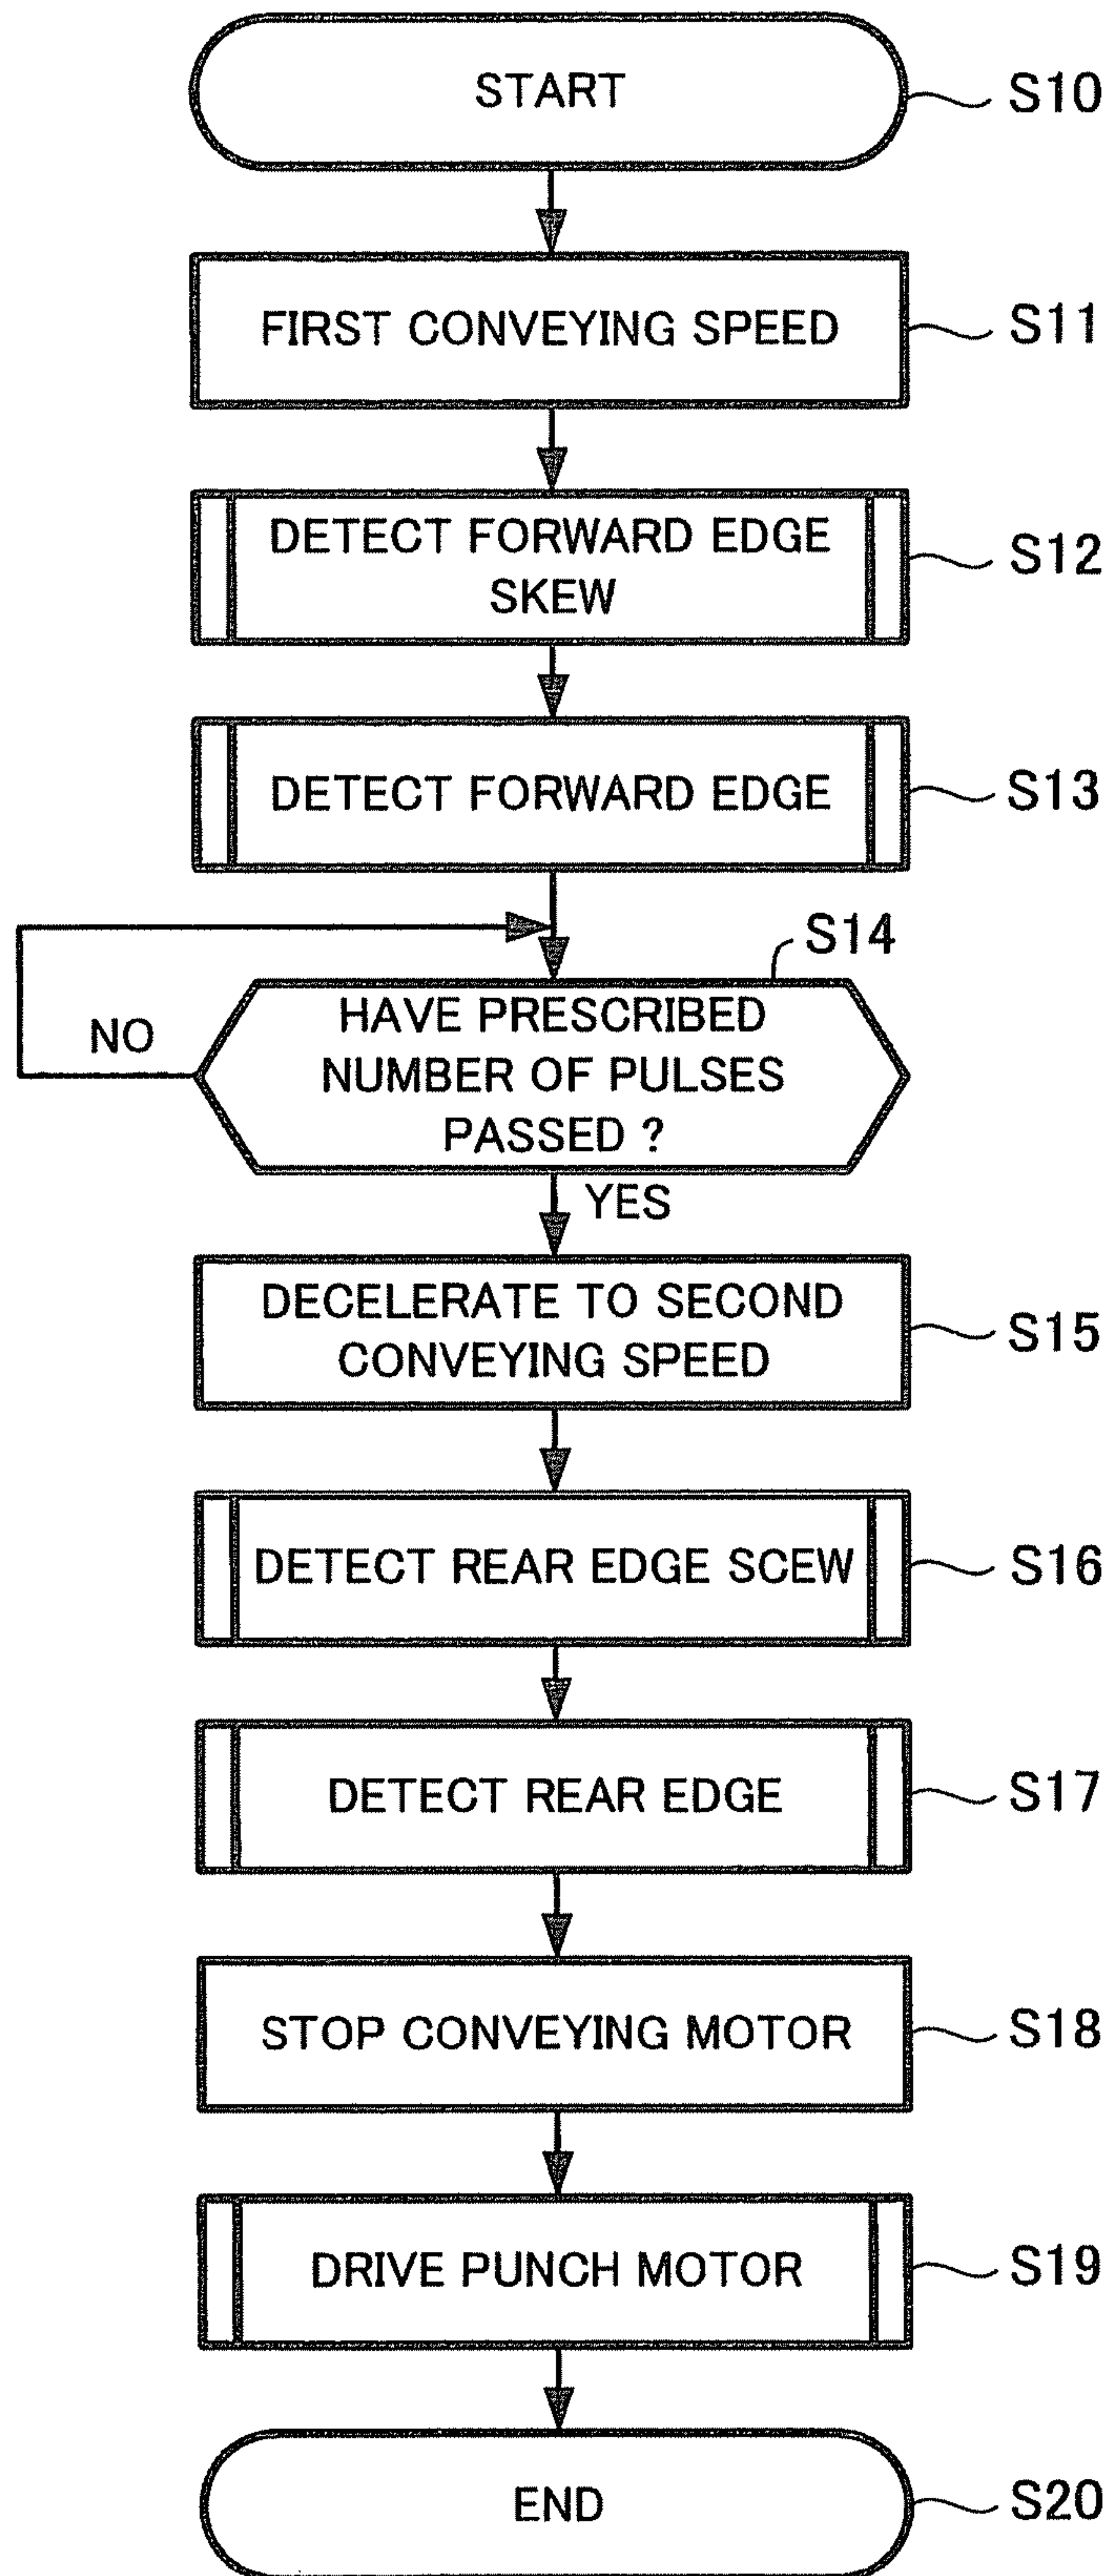 START
S10
FIRST CONVEYING SPEED
S11
DETECT FORWARD EDGE
SKEW
S12
DETECT FORWARD EDGE
S13
S14
HAVE PRESCRIBED
NUMBER OF PULSES
PASSED ?
NO
YES
DECELERATE TO SECOND
CONVEYING SPEED
S15
DETECT REAR EDGE SCEW
S16
DETECT REAR EDGE
S17
STOP CONVEYING MOTOR
S18
DRIVE PUNCH MOTOR
S19
END
S20